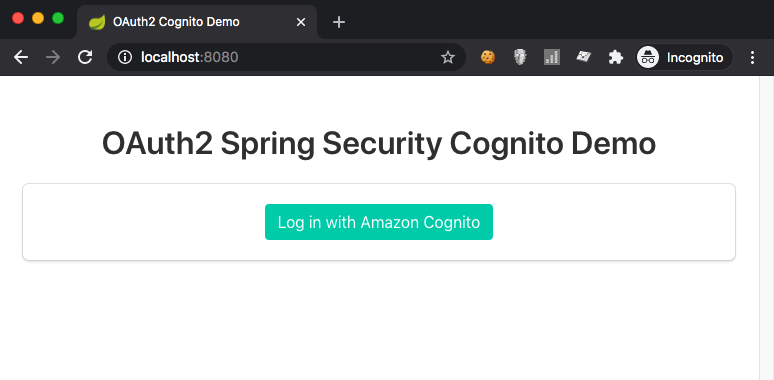 OAuth2 Cognito Demo
localhost:8080
Incognito
OAuth2 Spring Security Cognito Demo
Log in with Amazon Cognito